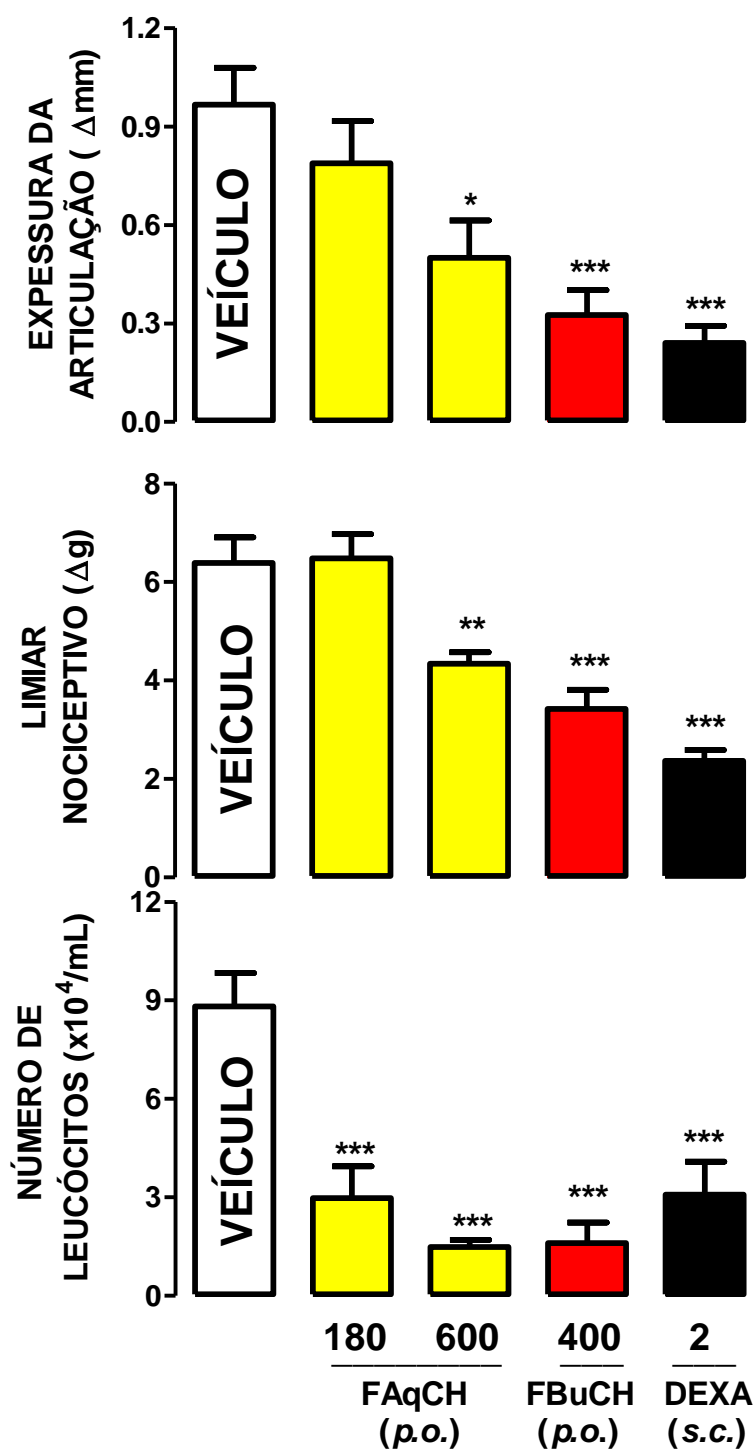 EXPESSURA DA
ARTICULAÇÃO ( Δmm)
1.2
0.9
0.6
0.3
0.0
VEÍCULO
*
***
***
LIMIAR
NOCICEPTIVO (Δg)
8
6
4
2
0
VEÍCULO
**
***
***
NÚMERO DE
LEUCÓCITOS (x10⁴/mL)
12
9
6
3
0
VEÍCULO
***
***
***
***
180 600 400 2
FAqCH FBuCH DEXA
(p.o.) (p.o.) (s.c.)